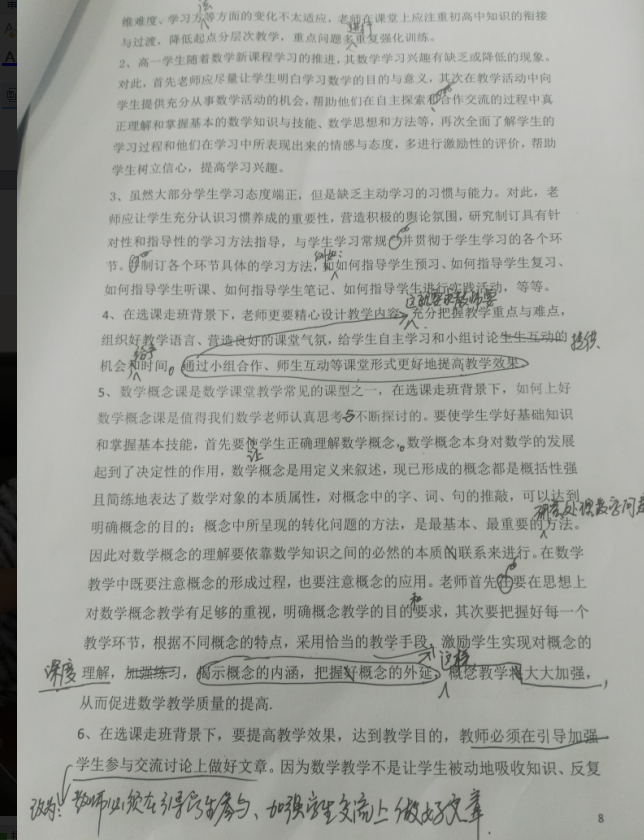 维难度、学习方法等方面的变化不太适应，老师在课堂上应注重初高中知识的衔接
与过渡，降低起点分层次教学，重点问题多进行重复强化训练。
2、高一学生随着数学新课程学习的推进，其数学学习兴趣有缺乏或降低的现象。
对此，首先老师应尽量让学生明白学习数学的目的与意义，其次在教学活动中向
学生提供充分从事数学活动的机会，帮助他们在自主探索和合作交流的过程中真
正理解和掌握基本的数学知识与技能、数学思想和方法等，再次全面了解学生的
学习过程和他们在学习中所表现出来的情感与态度，多进行激励性的评价，帮助
学生树立信心，提高学习兴趣。
3、虽然大部分学生学习态度端正，但是缺乏主动学习的习惯与能力。对此，老
师应让学生充分认识习惯养成的重要性，营造积极的舆论氛围，研究制订具有针
对性和指导性的学习方法指导，与学生学习常规 并贯彻于学生学习的各个环
节。 制订各个环节具体的学习方法，例如：如何指导学生预习、如何指导学生复习、
如何指导学生听课、如何指导学生笔记、如何指导学生进行实践活动，等等。
这就要求教师要
4、在选课走班背景下，老师更要精心设计教学内容，充分把握教学重点与难点，
组织好教学语言、营造良好的课堂气氛，给学生自主学习和小组讨论生生互动的 提供
机会和给予时间。通过小组合作、师生互动等课堂形式更好地提高教学效果
5、数学概念课是数学课堂教学常见的课型之一，在选课走班背景下，如何上好
数学概念课是值得我们数学老师认真思考与不断探讨的。要使学生学好基础知识
和掌握基本技能，首先要使学生正确理解数学概念。数学概念本身对数学的发展
让
起到了决定性的作用，数学概念是用定义来叙述，现已形成的概念都是概括性强
且简练地表达了数学对象的本质属性，对概念中的字、词、句的推敲，可以达到
明确概念的目的：概念中所呈现的转化问题的方法，是最基本、最重要的方法。
因此对数学概念的理解要依靠数学知识之间的必然的本质的联系来进行。在数学
教学中既要注意概念的形成过程，也要注意概念的应用。老师首先 要在思想上
对数学概念教学有足够的重视，明确概念教学的目的和要求，其次要把握好每一个
教学环节，根据不同概念的特点，采用恰当的教学手段，激励学生实现对概念的
深度 理解，加强练习，揭示概念的内涵，把握好概念的外延，这样概念教学将大大加强，
从而促进数学教学质量的提高.
6、在选课走班背景下，要提高教学效果，达到教学目的，教师必须在引导加强
学生参与交流讨论上做好文章。因为数学教学不是让学生被动地吸收知识、反复
改为：教师必须在引导学生参与、加强学生交流上做好文章
8